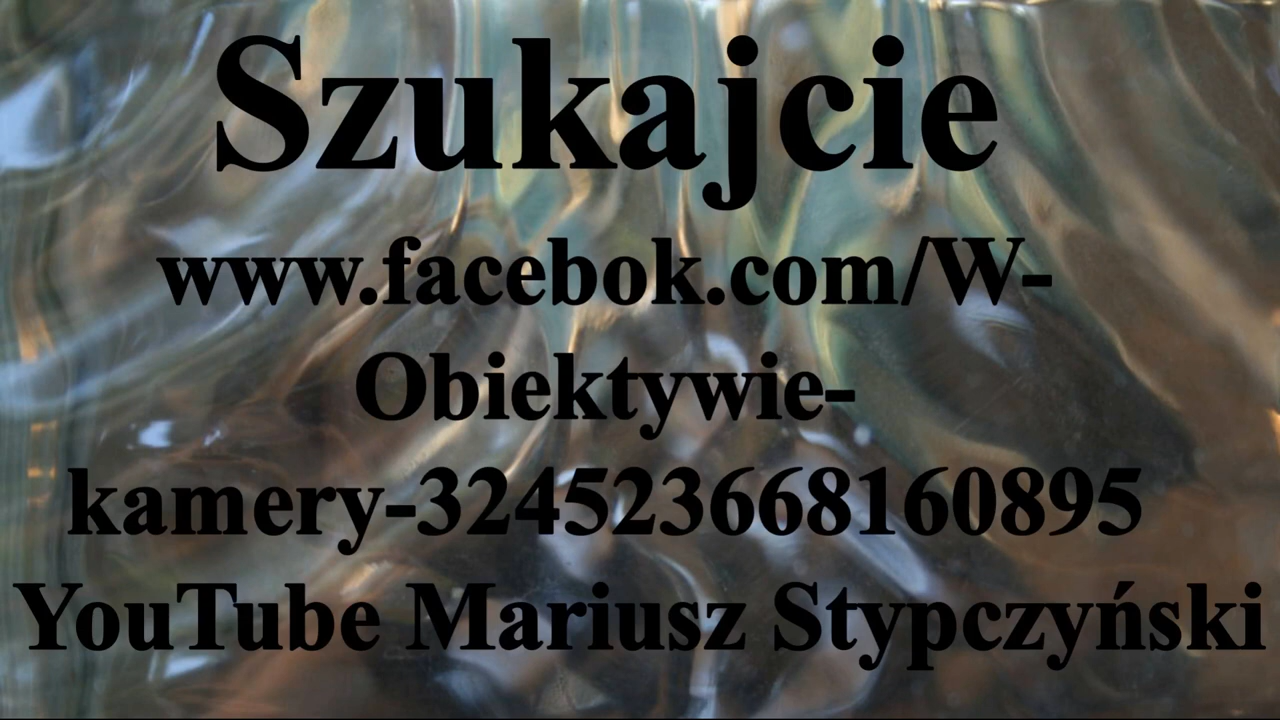 Szukajcie
www.facebok.com/W-
Obiektywie-
kamery-324523668160895
YouTube Mariusz Stypczyński